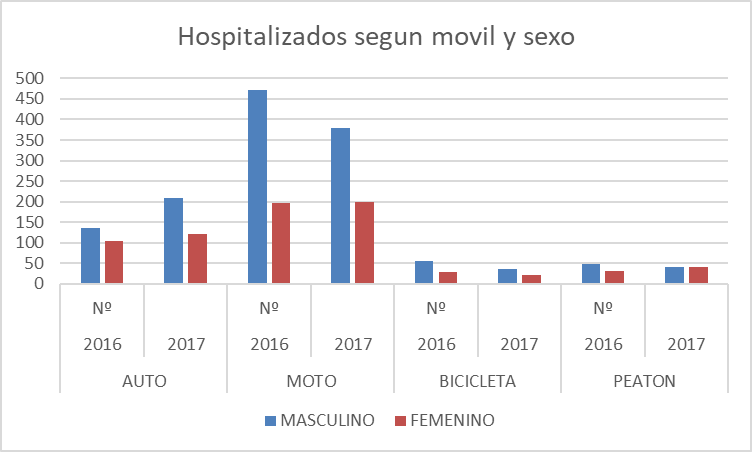 Hospitalizados segun movil y sexo
500
450
400
350
300
250
200
150
100
50
0
Nº Nº Nº Nº
2016 2017 2016 2017 2016 2017 2016 2017
AUTO MOTO BICICLETA PEATON
MASCULINO FEMENINO